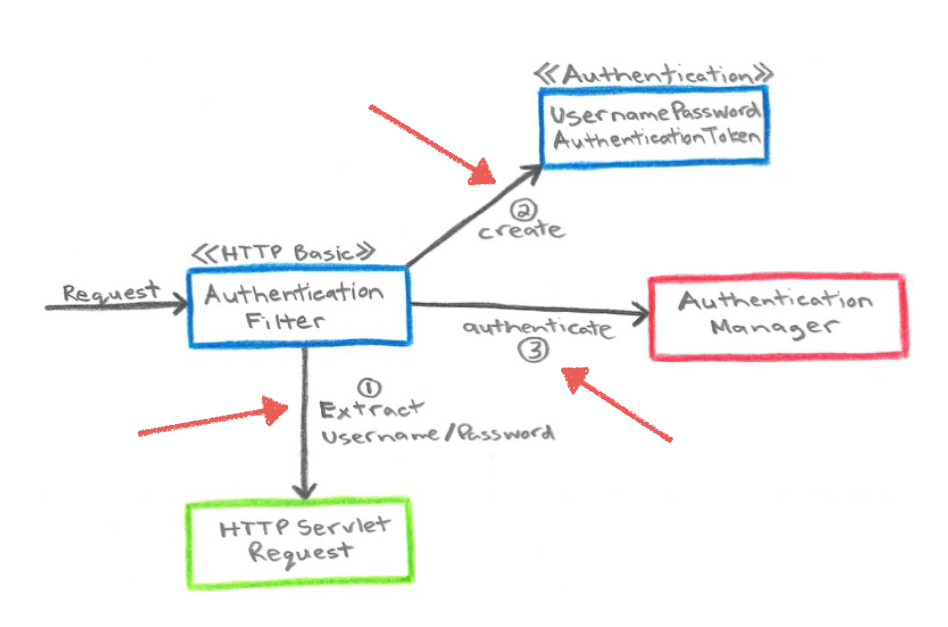 ≪Authentication≫
UsernamePassword
AuthenticationToken
② 
create
≪HTTP Basic≫
Request
Authentication
Filter
authenticate
③
Authentication
Manager
①
Extract
Username/Password
HTTP Servlet
Request